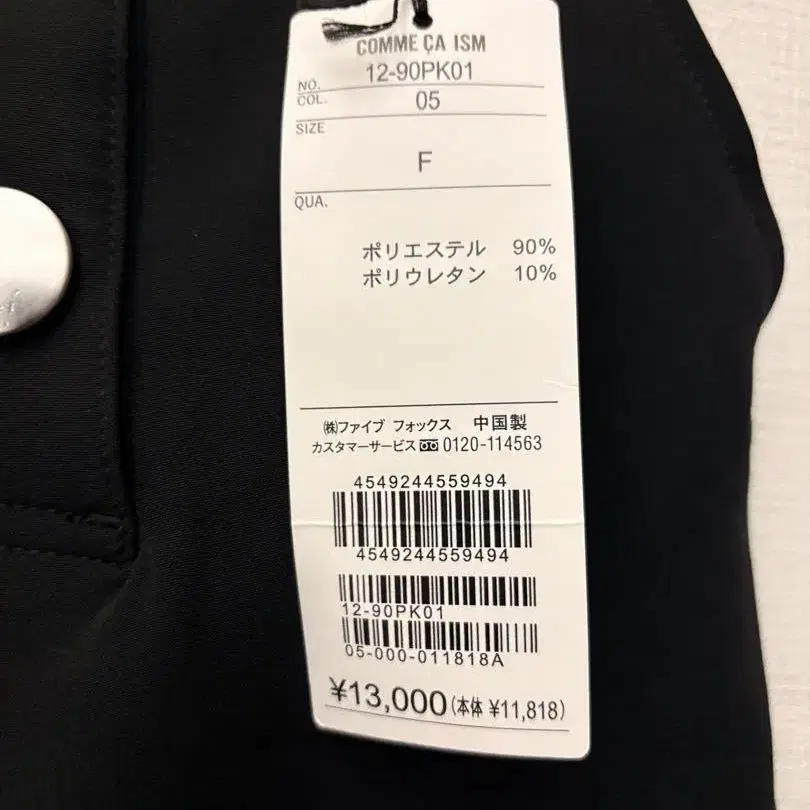 COMME ÇA ISM
NO. 12-90PK01
COL. 05
SIZE
F
QUA.
ポリエステル 90%
ポリウレタン 10%
㈱ファイブ フォックス 中国製
カスタマーサービス 0120-114563
4549244559494
4549244559494
12-90PK01
05-000-011818A
¥13,000(本体 ¥11,818)